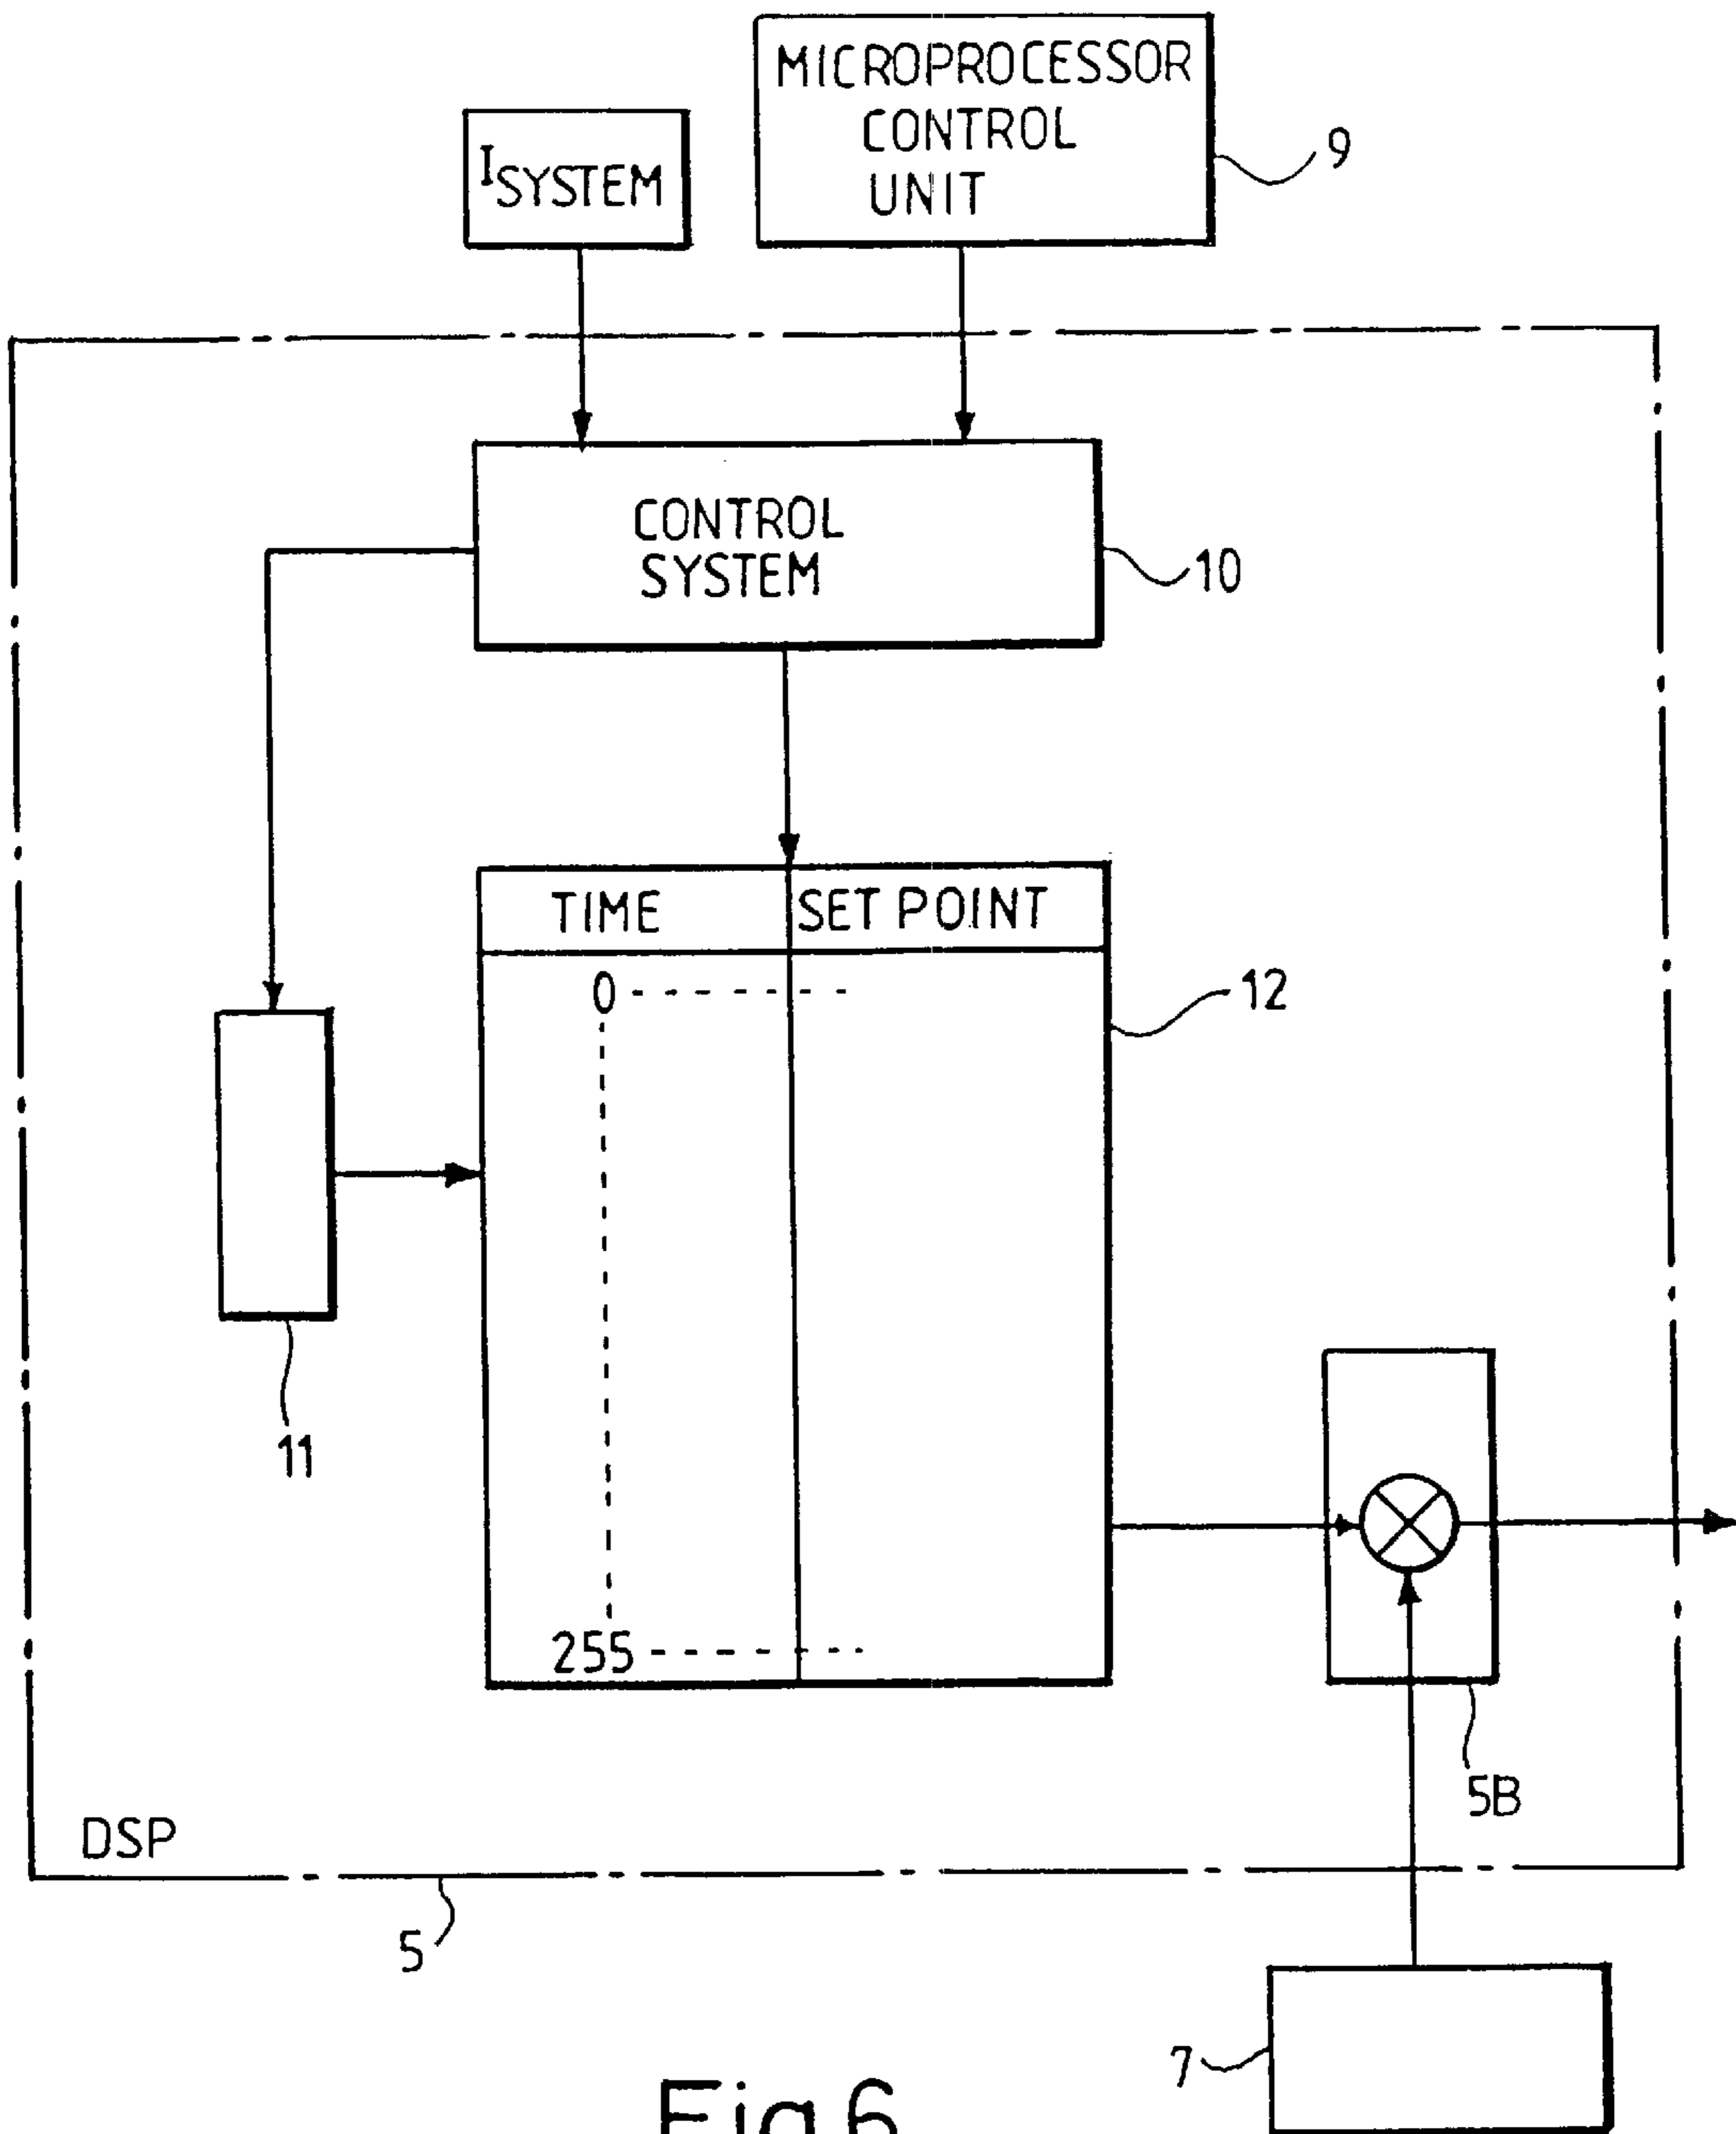 MICROPROCESSOR
CONTROL
UNIT
9
ISYSTEM
CONTROL
SYSTEM
10
TIME SET POINT
0
12
11
255
5B
DSP
5
7
Fig.6